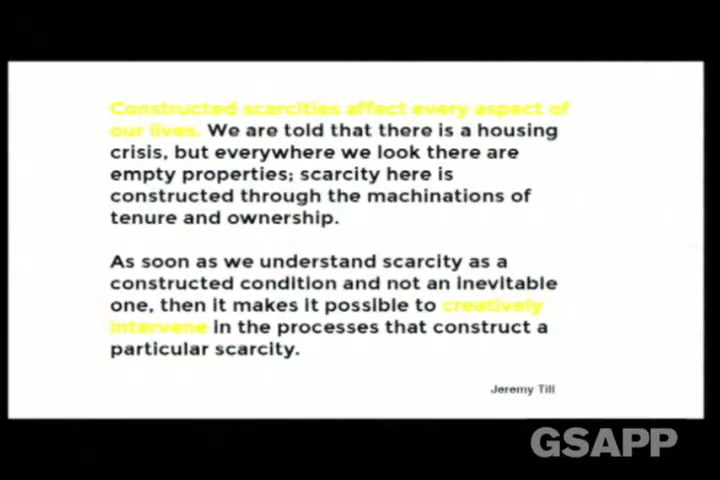 Constructed scarcities affect every aspect of
our lives. We are told that there is a housing
crisis, but everywhere we look there are
empty properties; scarcity here is
constructed through the machinations of
tenure and ownership.
As soon as we understand scarcity as a
constructed condition and not an inevitable
one, then it makes it possible to creatively
intervene in the processes that construct a
particular scarcity.
Jeremy Till
GSAPP